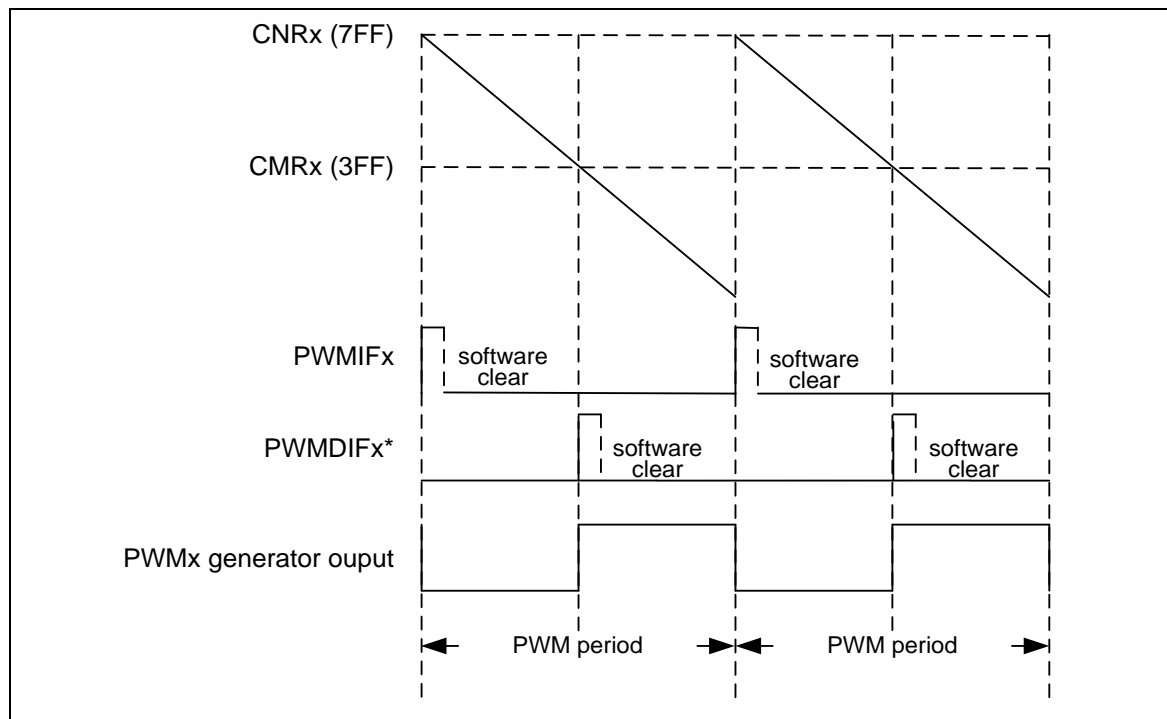 CNRx (7FF)
CMRx (3FF)
PWMIFx
software
clear
software
clear
PWMDIFx*
software
clear
software
clear
PWMx generator ouput
PWM period
PWM period